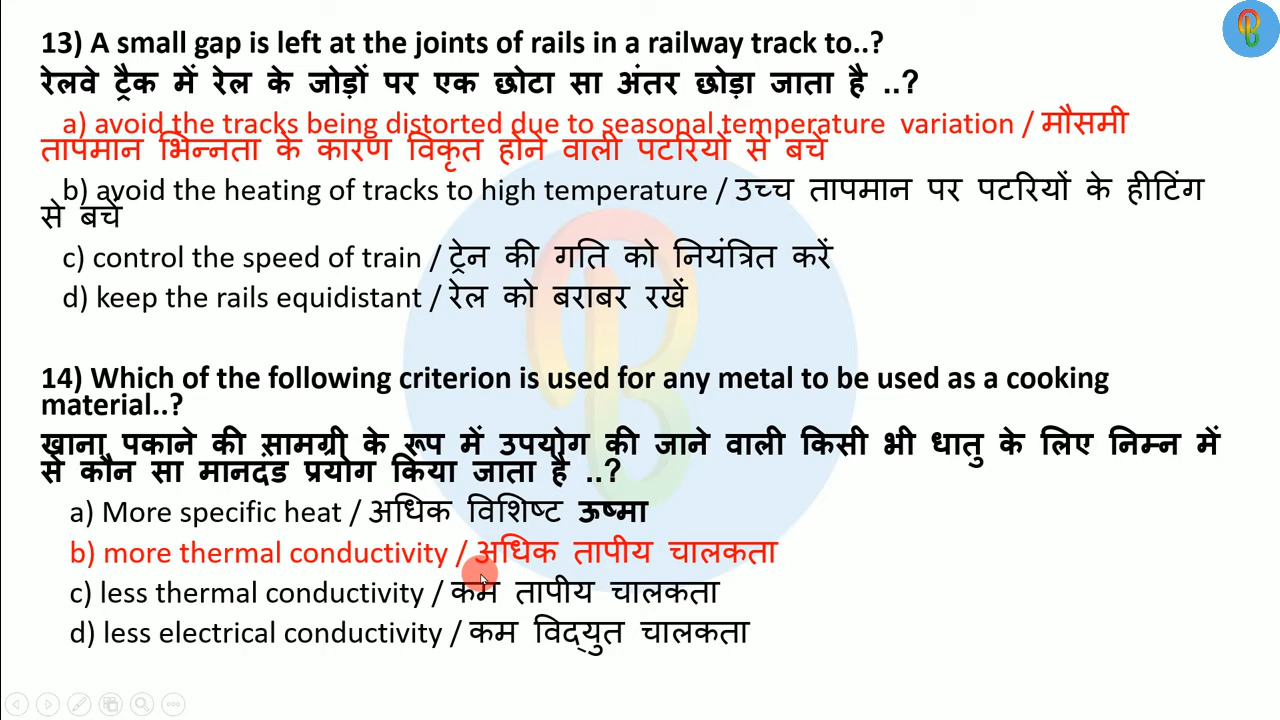 13) A small gap is left at the joints of rails in a railway track to..?
रेलवे ट्रैक में रेल के जोड़ों पर एक छोटा सा अंतर छोड़ा जाता है ..?
a) avoid the tracks being distorted due to seasonal temperature variation / मौसमी
तापमान भिन्नता के कारण विकृत होने वाली पटरियों से बचें
b) avoid the heating of tracks to high temperature / उच्च तापमान पर पटरियों के हीटिंग
से बचें
c) control the speed of train / ट्रेन की गति को नियंत्रित करें
d) keep the rails equidistant / रेल को बराबर रखें
14) Which of the following criterion is used for any metal to be used as a cooking
material..?
खाना पकाने की सामग्री के रूप में उपयोग की जाने वाली किसी भी धातु के लिए निम्न में
से कौन सा मानदंड प्रयोग किया जाता है ..?
a) More specific heat / अधिक विशिष्ट ऊष्मा
b) more thermal conductivity / अधिक तापीय चालकता
c) less thermal conductivity / कम तापीय चालकता
d) less electrical conductivity / कम विद्युत चालकता